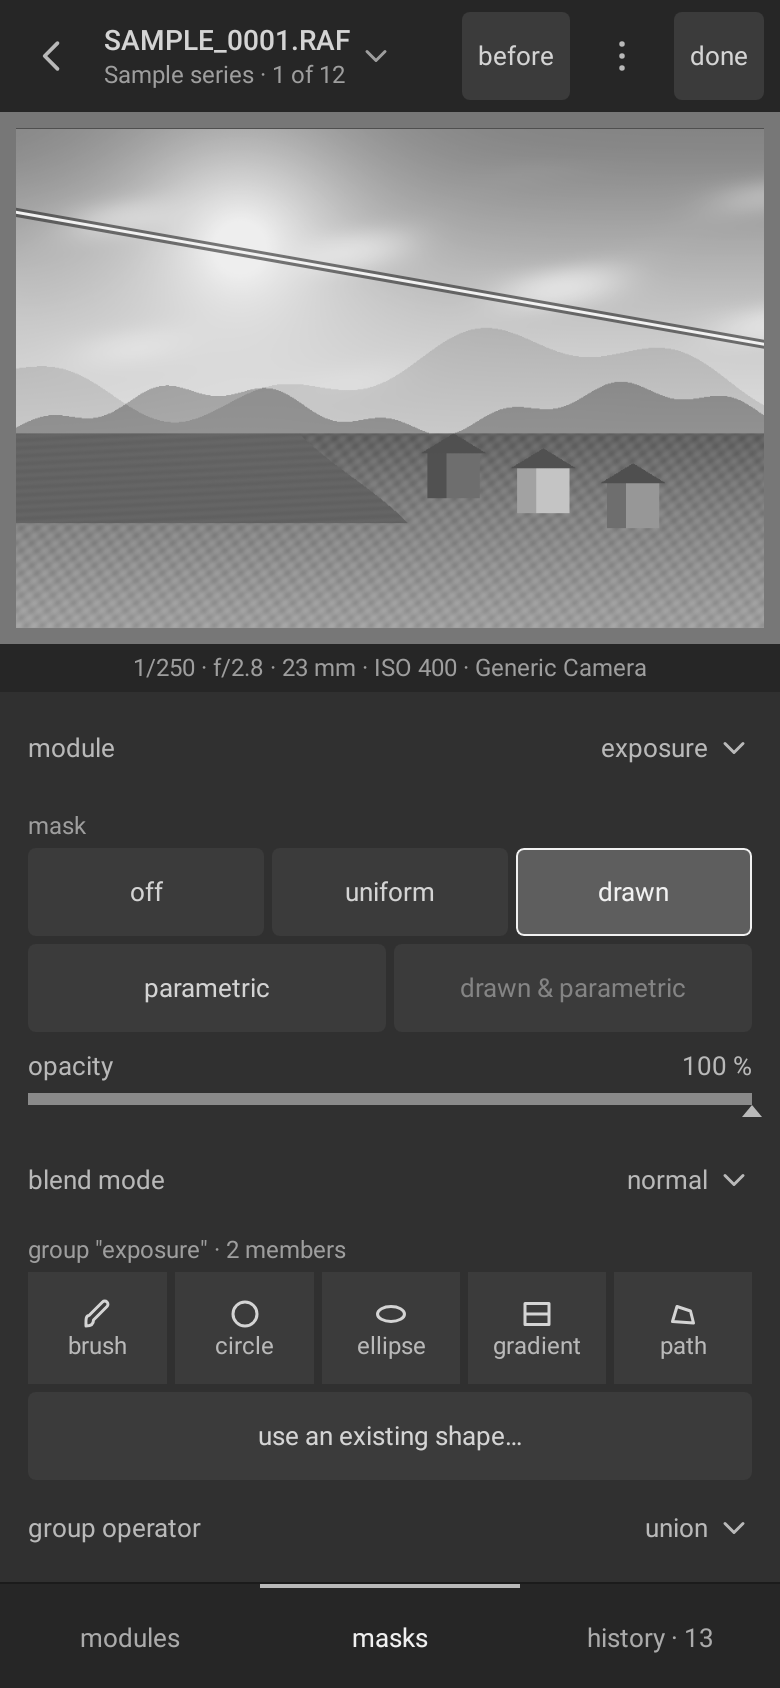 SAMPLE_0001.RAF
Sample series · 1 of 12
before
done
1/250 · f/2.8 · 23 mm · ISO 400 · Generic Camera
module
exposure
mask
off
uniform
drawn
parametric
drawn & parametric
opacity
100 %
blend mode
normal
group "exposure" · 2 members
brush
circle
ellipse
gradient
path
use an existing shape…
group operator
union
modules
masks
history · 13